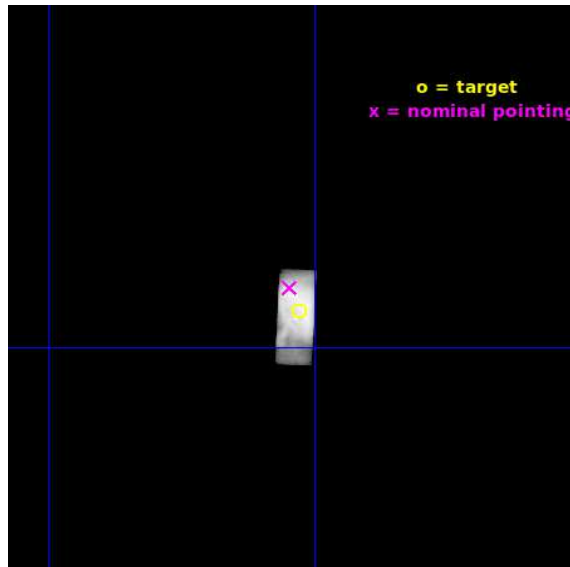 o = target
x = nominal pointing